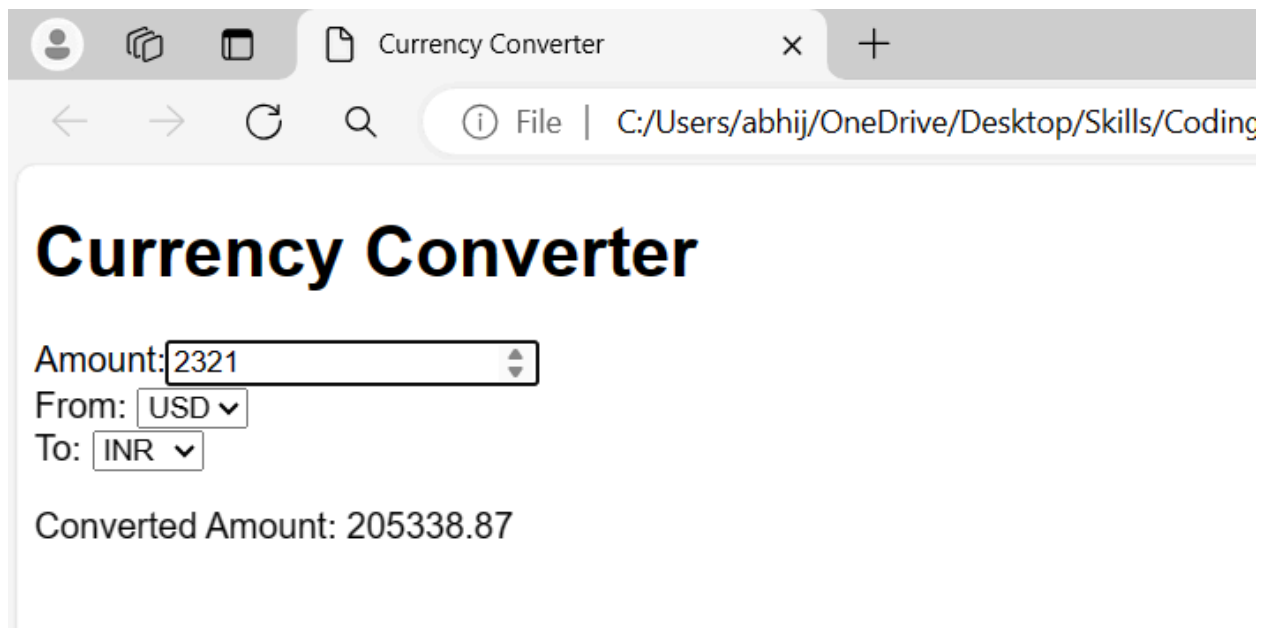 Currency Converter
File | C:/Users/abhij/OneDrive/Desktop/Skills/Coding
Currency Converter
Amount: 2321
From: USD
To: INR
Converted Amount: 205338.87